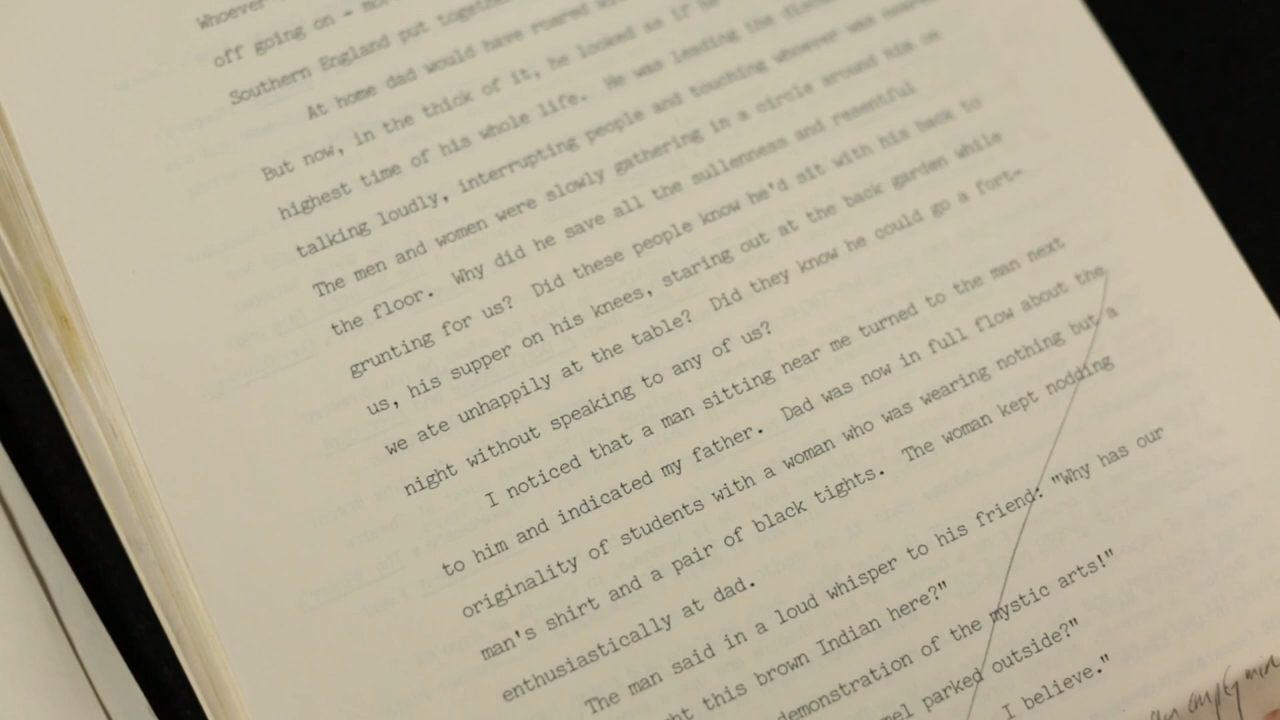 Whoever
off going on - mo
Southern England put togethe
At home dad would have roared wi
But now, in the thick of it, he looked as if he
highest time of his whole life. He was leading the
talking loudly, interrupting people and touching whoever was
The men and women were slowly gathering in a circle around him on
the floor. Why did he save all the sullenness and resentful
grunting for us? Did these people know he'd sit with his back to
us, his supper on his knees, staring out at the back garden while
we ate unhappily at the table? Did they know he could go a fort-
night without speaking to any of us?
I noticed that a man sitting near me turned to the man next
to him and indicated my father. Dad was now in full flow about the
originality of students with a woman who was wearing nothing but a
man's shirt and a pair of black tights. The woman kept nodding
enthusiastically at dad.
The man said in a loud whisper to his friend: "Why has our
ht this brown Indian here?"
demonstration of the mystic arts!"
mel parked outside?"
I believe."
empty